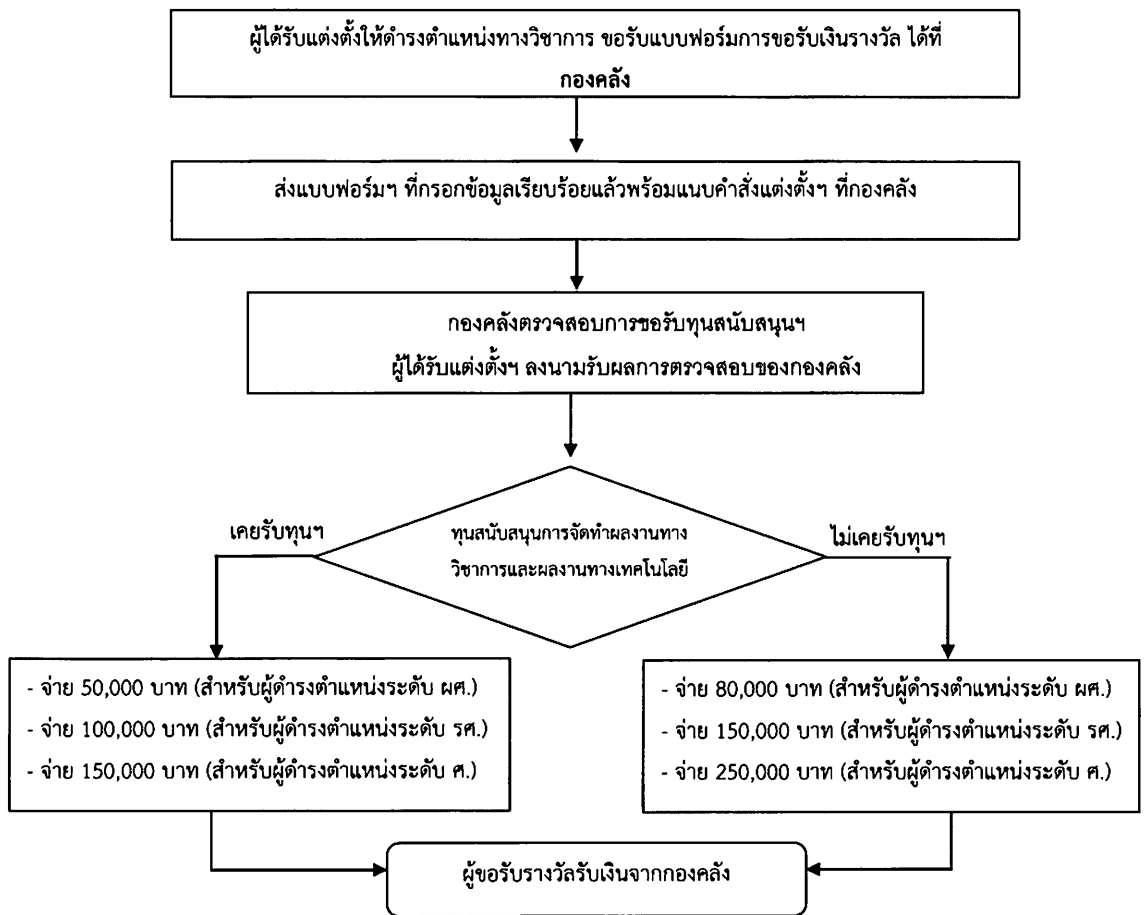 ผู้ได้รับแต่งตั้งให้ดำรงตำแหน่งทางวิชาการ ขอรับแบบฟอร์มการขอรับเงินรางวัล ได้ที่
กองคลัง
ส่งแบบฟอร์มฯ ที่กรอกข้อมูลเรียบร้อยแล้วพร้อมแนบคำสั่งแต่งตั้งฯ ที่กองคลัง
กองคลังตรวจสอบการขอรับทุนสนับสนุนฯ
ผู้ได้รับแต่งตั้งฯ ลงนามรับผลการตรวจสอบของกองคลัง
เคยรับทุนฯ
ทุนสนับสนุนการจัดทำผลงานทาง
วิชาการและผลงานทางเทคโนโลยี
ไม่เคยรับทุนฯ
- จ่าย 50,000 บาท (สำหรับผู้ดำรงตำแหน่งระดับ ผศ.)
- จ่าย 100,000 บาท (สำหรับผู้ดำรงตำแหน่งระดับ รศ.)
- จ่าย 150,000 บาท (สำหรับผู้ดำรงตำแหน่งระดับ ศ.)
- จ่าย 80,000 บาท (สำหรับผู้ดำรงตำแหน่งระดับ ผศ.)
- จ่าย 150,000 บาท (สำหรับผู้ดำรงตำแหน่งระดับ รศ.)
- จ่าย 250,000 บาท (สำหรับผู้ดำรงตำแหน่งระดับ ศ.)
ผู้ขอรับรางวัลรับเงินจากกองคลัง